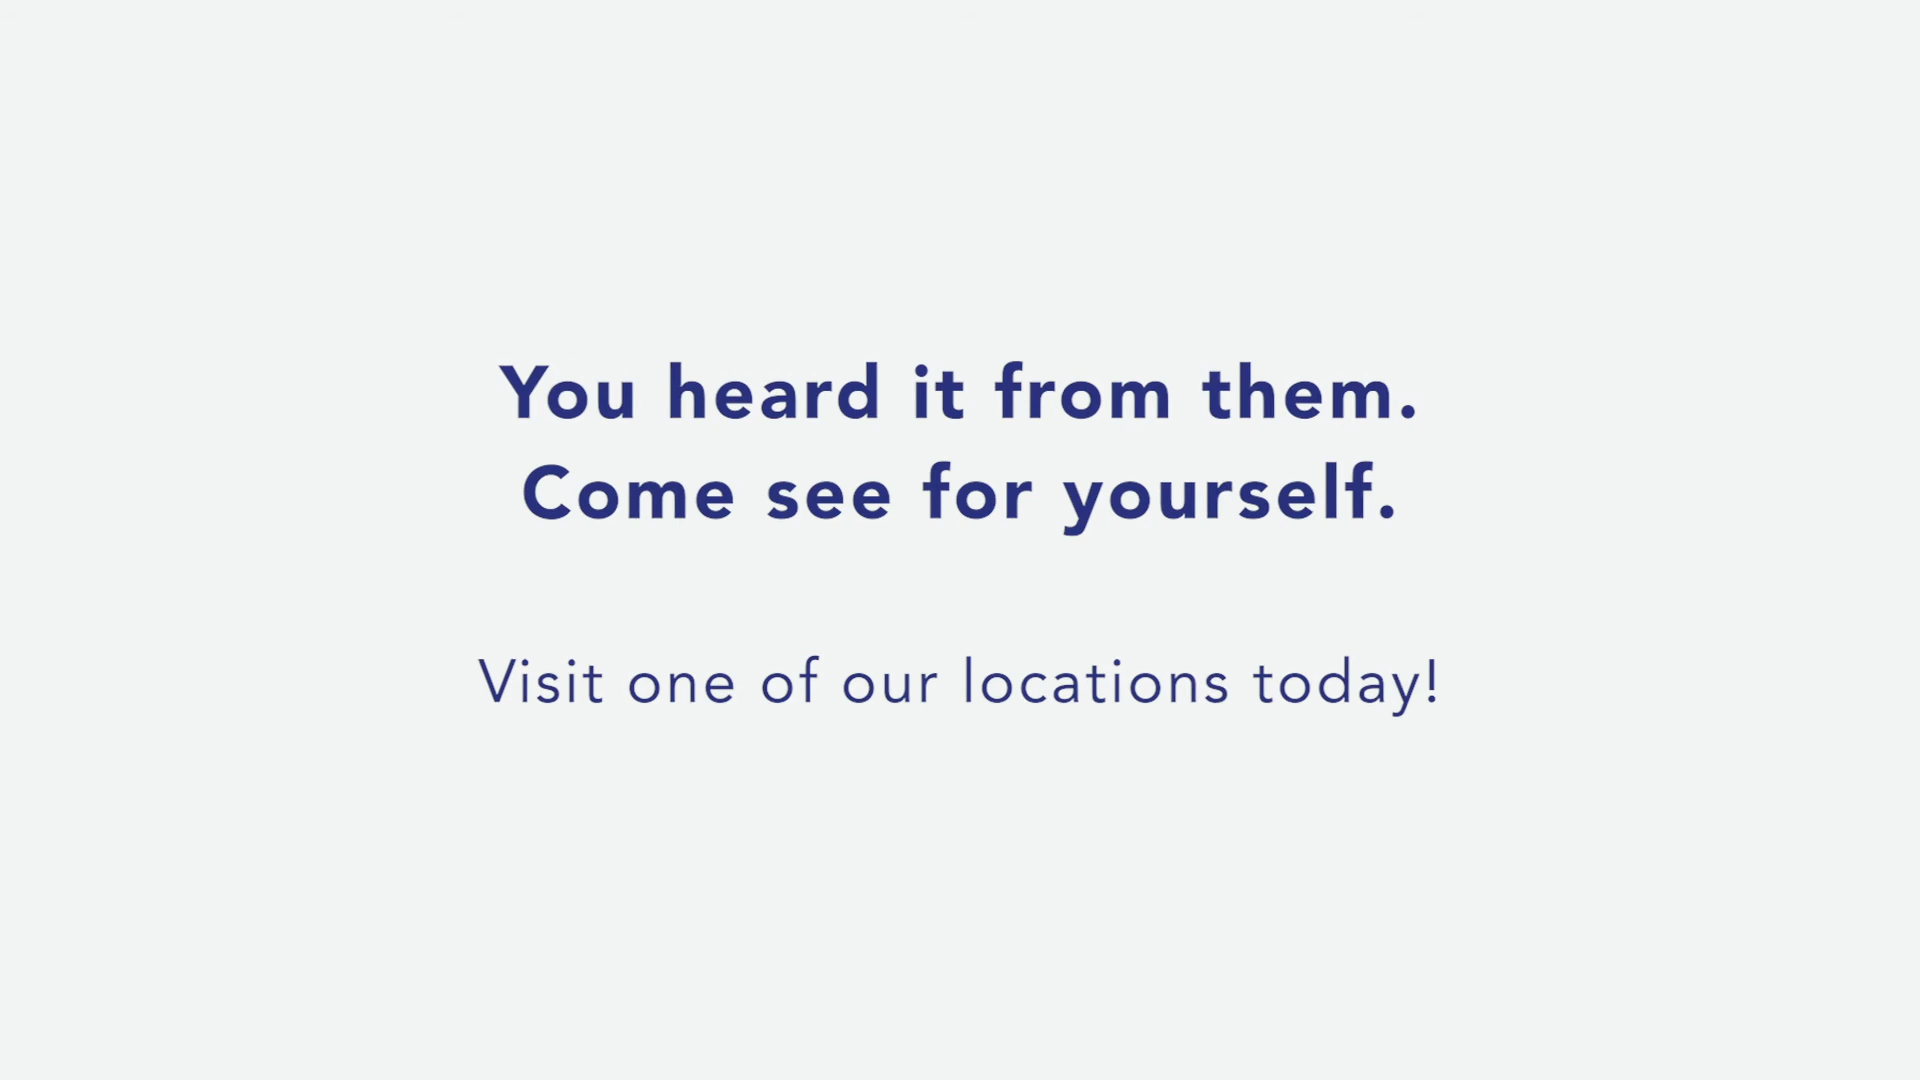 You heard it from them.
Come see for yourself.
Visit one of our locations today!